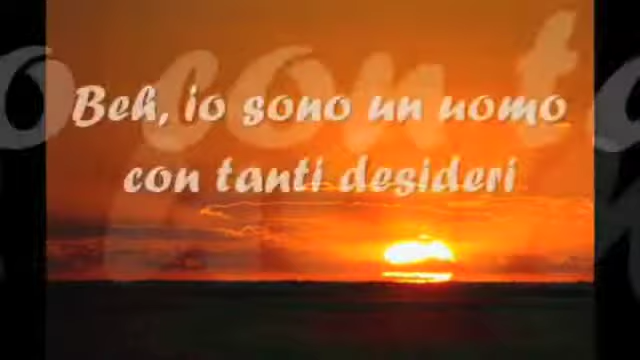 Beh, io sono un uomo
con tanti desideri